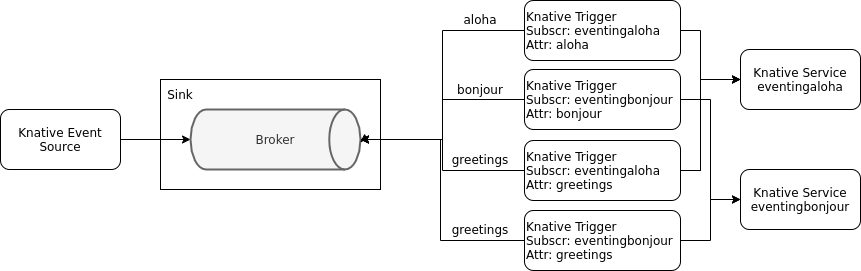 Knative Event
Source
Sink
Broker
aloha
Knative Trigger
Subscr: eventingaloha
Attr: aloha
bonjour
Knative Trigger
Subscr: eventingbonjour
Attr: bonjour
greetings
Knative Trigger
Subscr: eventingaloha
Attr: greetings
greetings
Knative Trigger
Subscr: eventingbonjour
Attr: greetings
Knative Service
eventingaloha
Knative Service
eventingbonjour